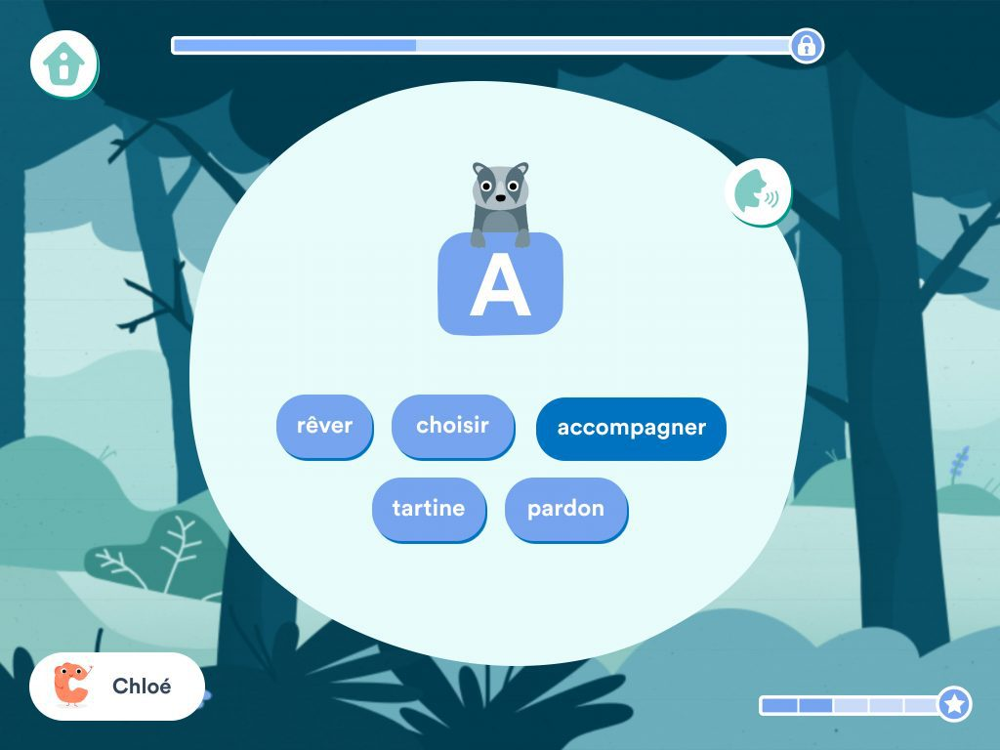 A
rêver choisir accompagner
tartine pardon
Chloé